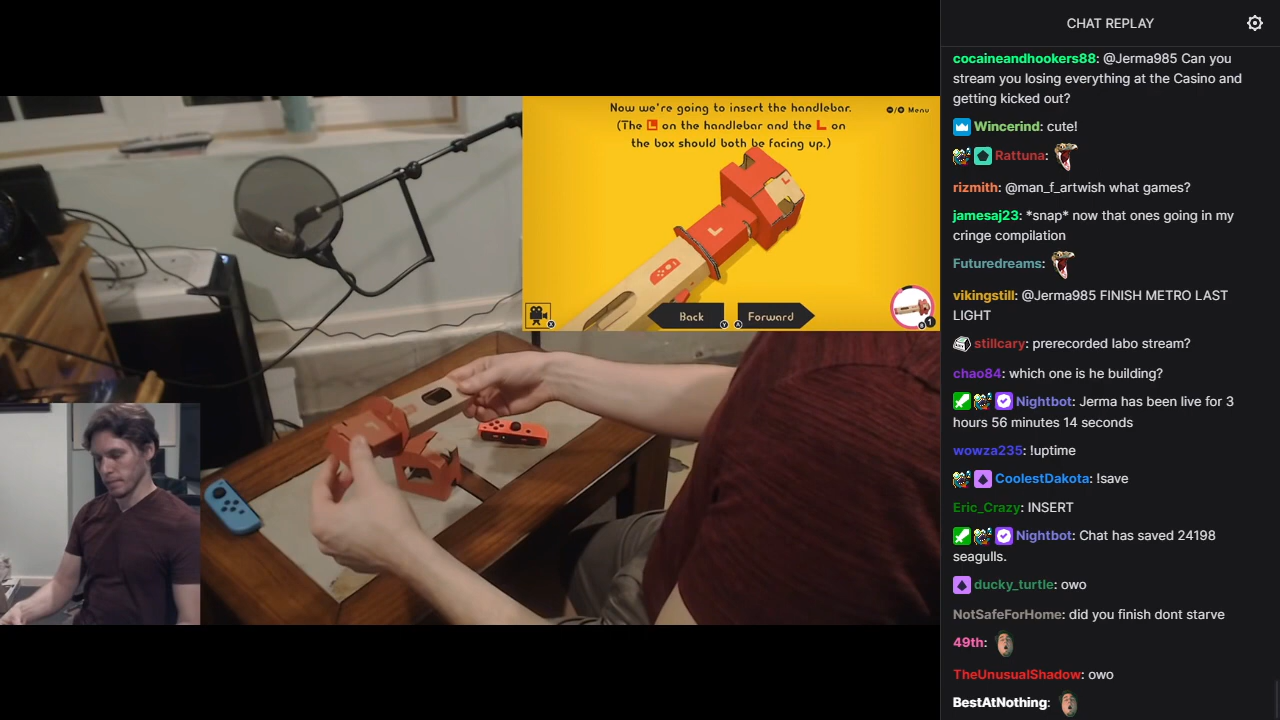 Now we're going to insert the handlebar.
(The L on the handlebar and the L on
the box should both be facing up.)
Menu
L
L
Back
Y
Forward
A
X
B
1
CHAT REPLAY
cocaineandhookers88: @Jerma985 Can you
stream you losing everything at the Casino and
getting kicked out?
Wincerind: cute!
Rattuna:
rizmith: @man_f_artwish what games?
jamesaj23: *snap* now that ones going in my
cringe compilation
Futuredreams:
vikingstill: @Jerma985 FINISH METRO LAST
LIGHT
stillcary: prerecorded labo stream?
chao84: which one is he building?
Nightbot: Jerma has been live for 3
hours 56 minutes 14 seconds
wowza235: !uptime
CoolestDakota: !save
Eric_Crazy: INSERT
Nightbot: Chat has saved 24198
seagulls.
ducky_turtle: owo
NotSafeForHome: did you finish dont starve
49th:
TheUnusualShadow: owo
BestAtNothing: